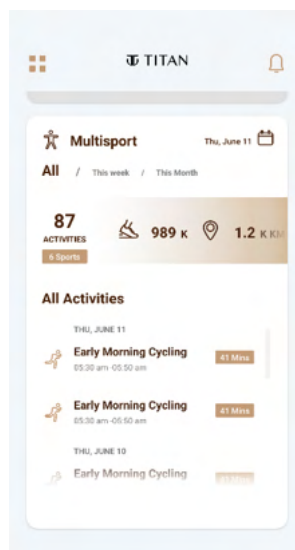 TITAN
Multisport
Thu, June 11
All / This week / This Month
87
ACTIVITIES
6 Sports
989 K
1.2 K KM
All Activities
THU, JUNE 11
Early Morning Cycling
05:30 am -05:50 am
41 Mins
Early Morning Cycling
05:30 am -05:50 am
41 Mins
THU, JUNE 10
Early Morning Cycling
41 Mins